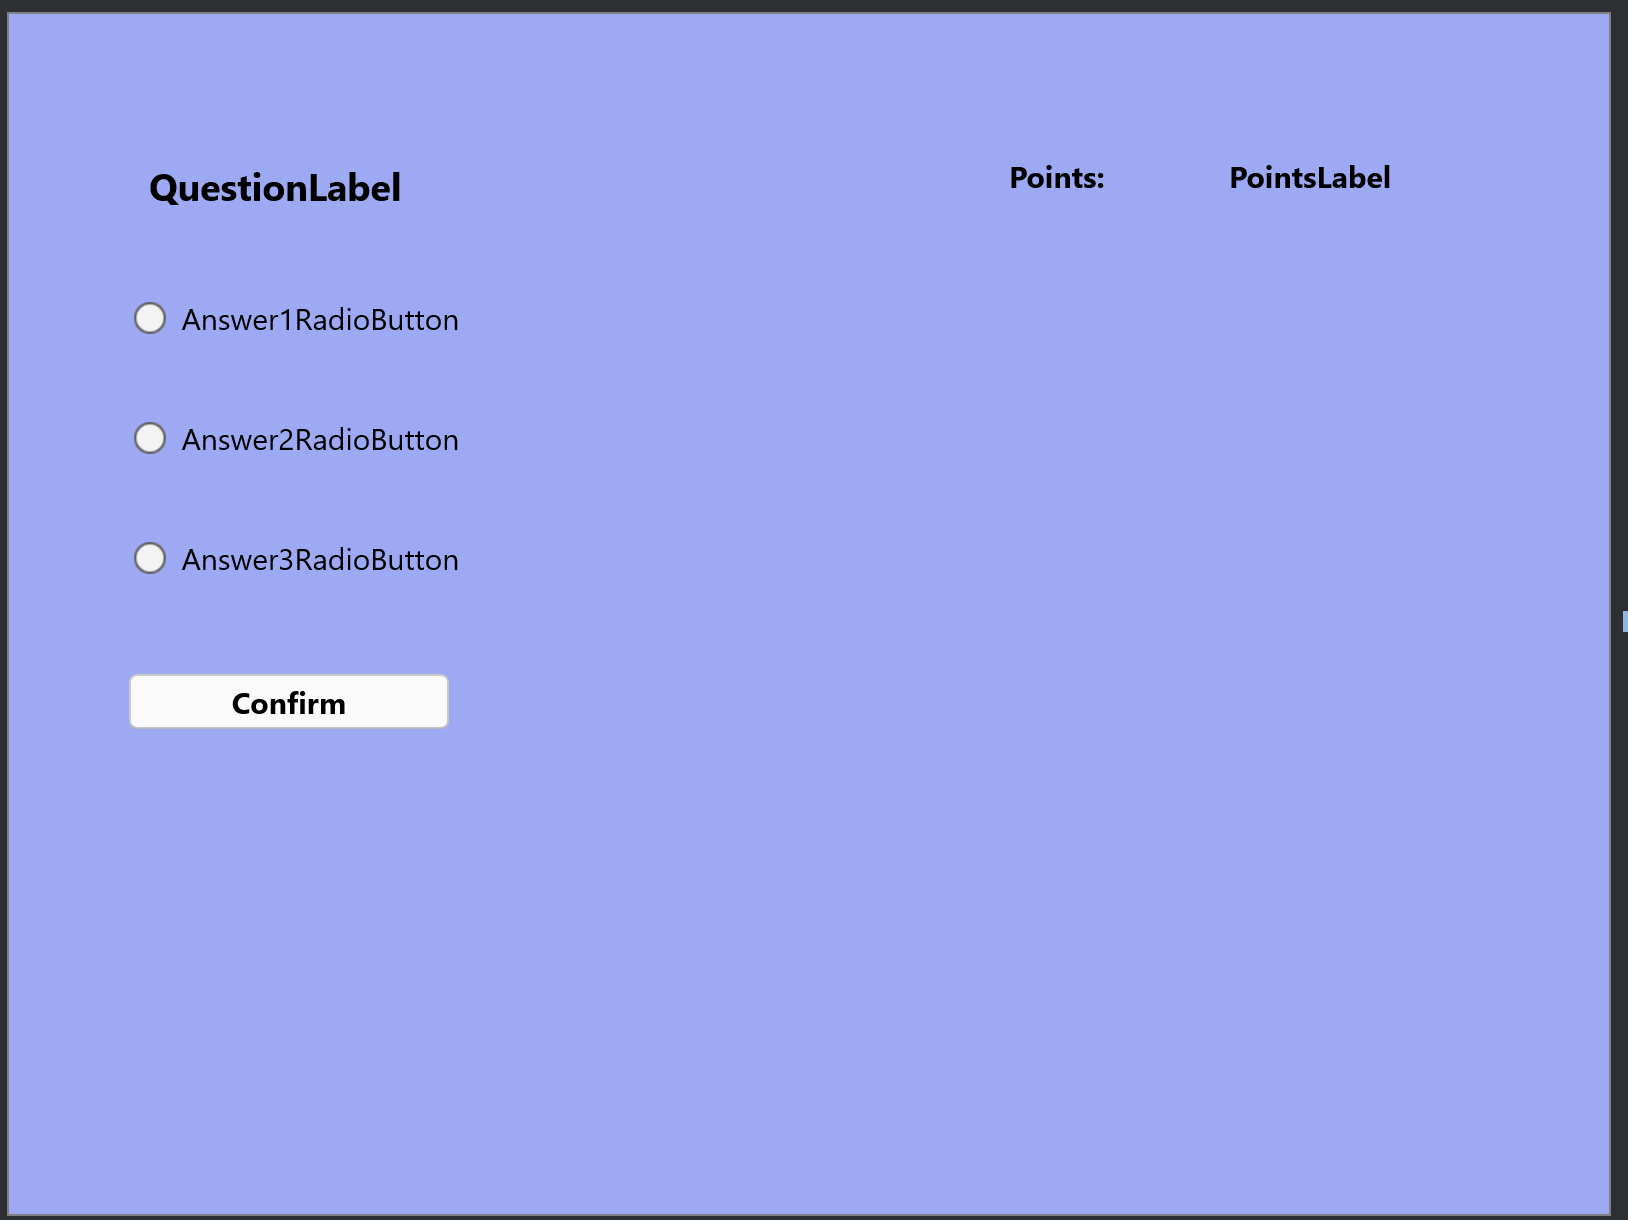 QuestionLabel
Points: PointsLabel
Answer1RadioButton
Answer2RadioButton
Answer3RadioButton
Confirm